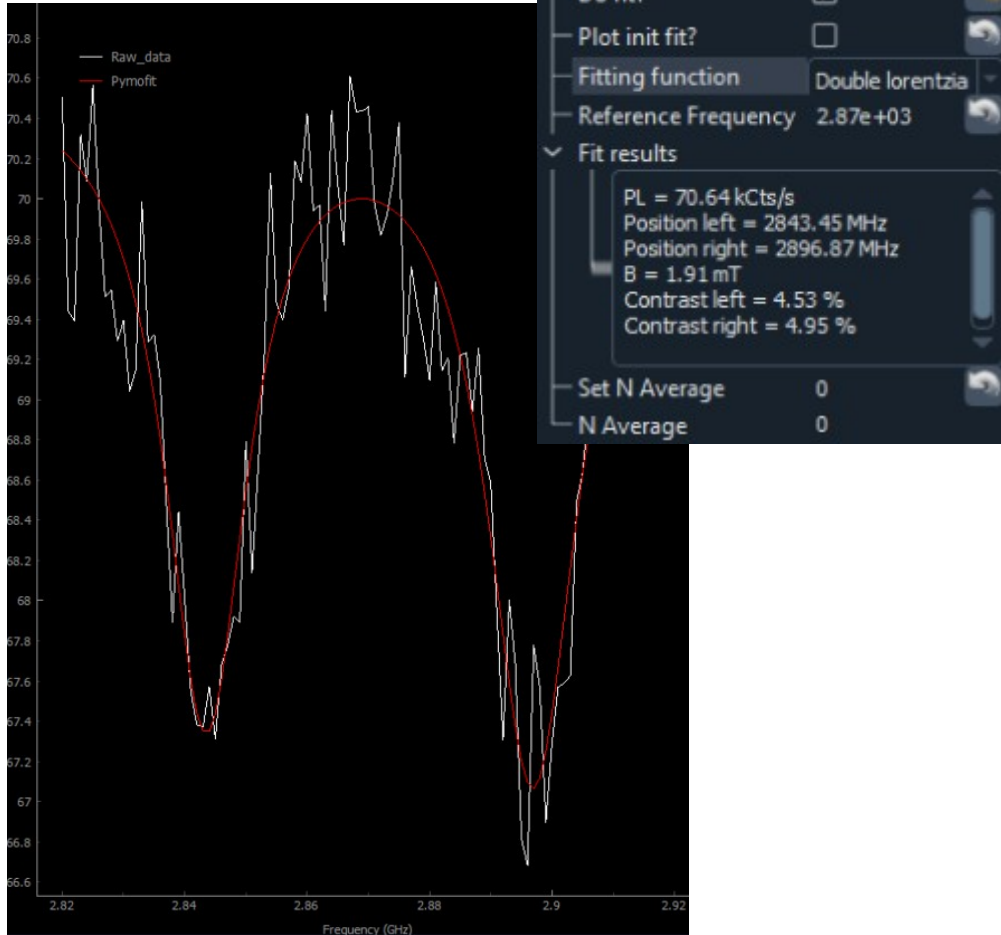 70.8
70.6
70.4
70.2
70
69.8
69.6
69.4
69.2
69
68.8
68.6
68.4
68.2
68
67.8
67.6
67.4
67.2
67
66.8
66.6
Raw_data
Pymofit
2.82
2.84
2.86
2.88
2.9
2.92
Frequency (GHz)
Plot init fit?
Fitting function Double lorentzia
Reference Frequency 2.87e+03
Fit results
PL = 70.64 kCts/s
Position left = 2843.45 MHz
Position right = 2896.87 MHz
B = 1.91 mT
Contrast left = 4.53 %
Contrast right = 4.95 %
Set N Average 0
N Average 0